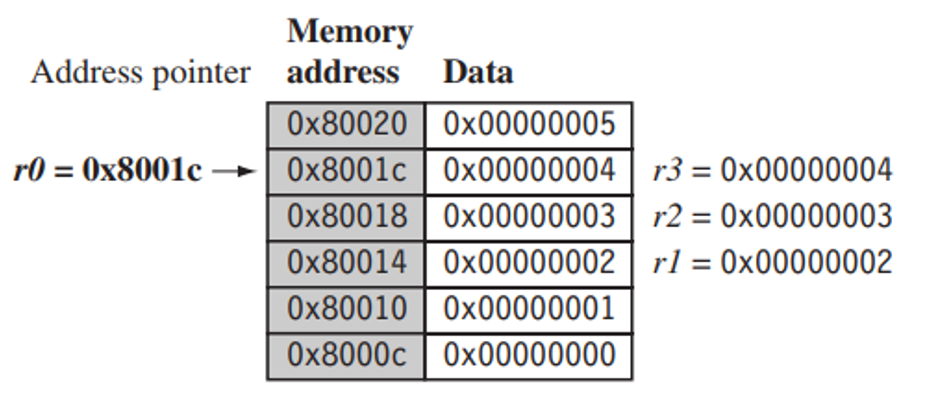 Memory
Address pointer address Data
0x80020 0x00000005
r0 = 0x8001c 0x8001c 0x00000004 r3 = 0x00000004
0x80018 0x00000003 r2 = 0x00000003
0x80014 0x00000002 r1 = 0x00000002
0x80010 0x00000001
0x8000c 0x00000000